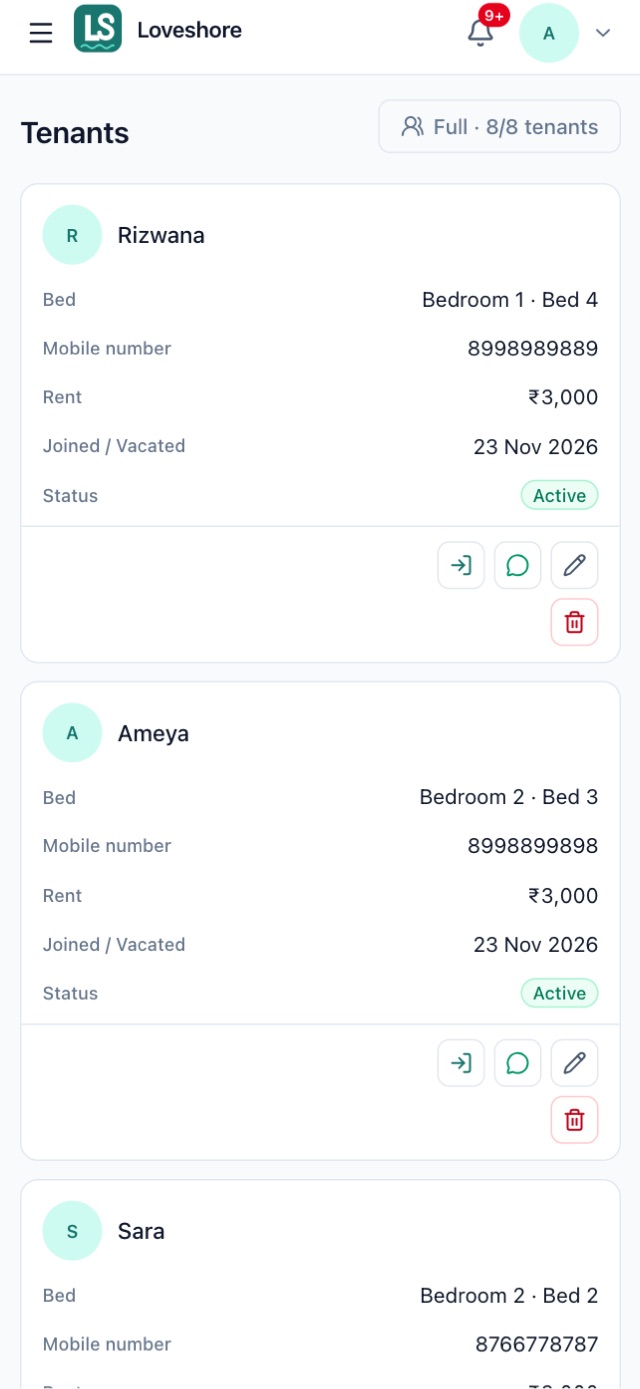 LS
Loveshore
9+
A
Tenants
Full · 8/8 tenants
R
Rizwana
Bed
Bedroom 1 · Bed 4
Mobile number
8998989889
Rent
₹3,000
Joined / Vacated
23 Nov 2026
Status
Active
A
Ameya
Bed
Bedroom 2 · Bed 3
Mobile number
8998899898
Rent
₹3,000
Joined / Vacated
23 Nov 2026
Status
Active
S
Sara
Bed
Bedroom 2 · Bed 2
Mobile number
8766778787